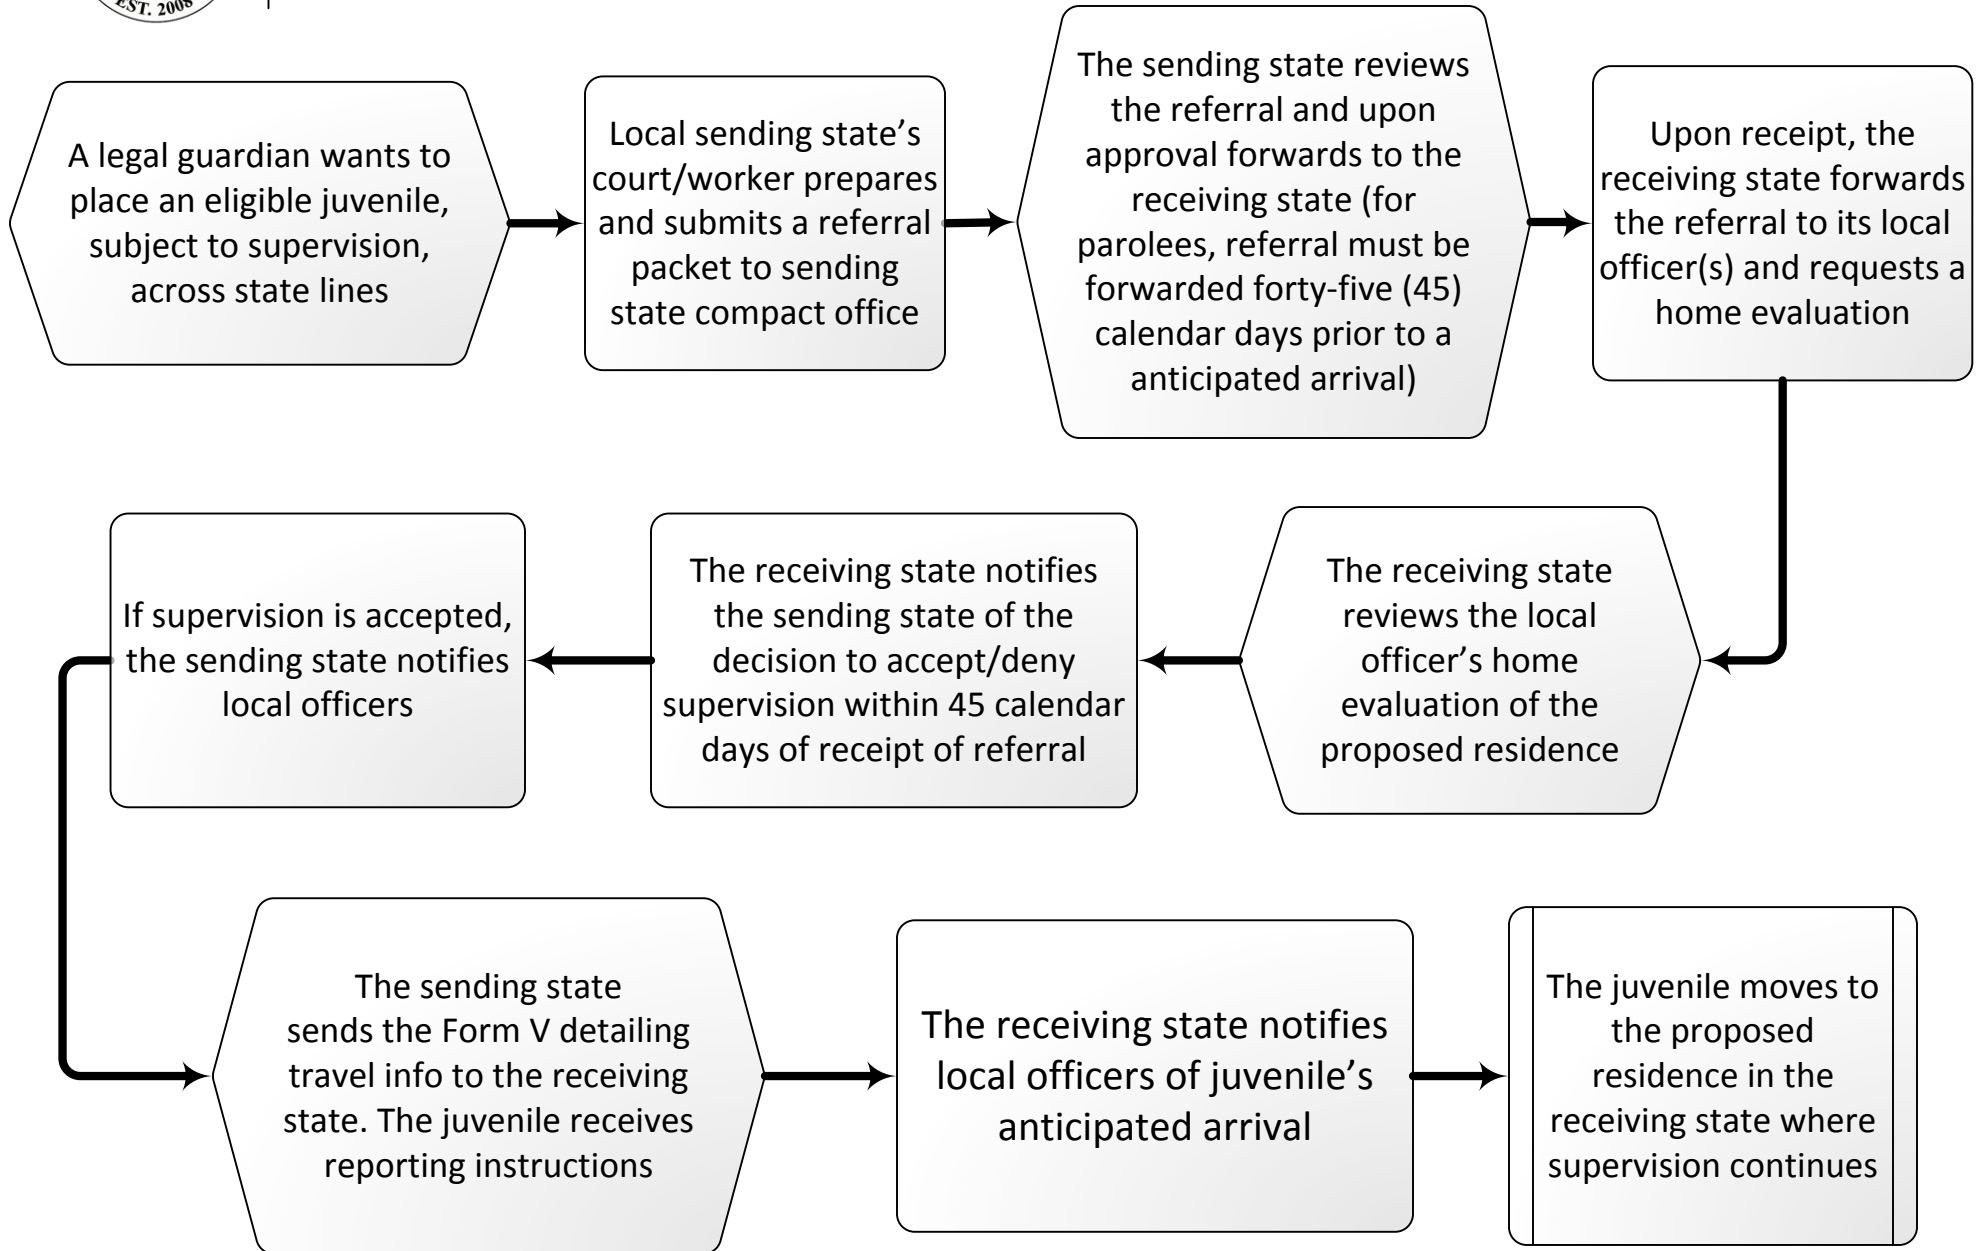 EST. 2008
A legal guardian wants to
place an eligible juvenile,
subject to supervision,
across state lines
Local sending state’s
court/worker prepares
and submits a referral
packet to sending
state compact office
The sending state reviews
the referral and upon
approval forwards to the
receiving state (for
parolees, referral must be
forwarded forty-five (45)
calendar days prior to a
anticipated arrival)
Upon receipt, the
receiving state forwards
the referral to its local
officer(s) and requests a
home evaluation
The receiving state
reviews the local
officer’s home
evaluation of the
proposed residence
The receiving state notifies
the sending state of the
decision to accept/deny
supervision within 45 calendar
days of receipt of referral
If supervision is accepted,
the sending state notifies
local officers
The sending state
sends the Form V detailing
travel info to the receiving
state. The juvenile receives
reporting instructions
The receiving state notifies
local officers of juvenile’s
anticipated arrival
The juvenile moves to
the proposed
residence in the
receiving state where
supervision continues